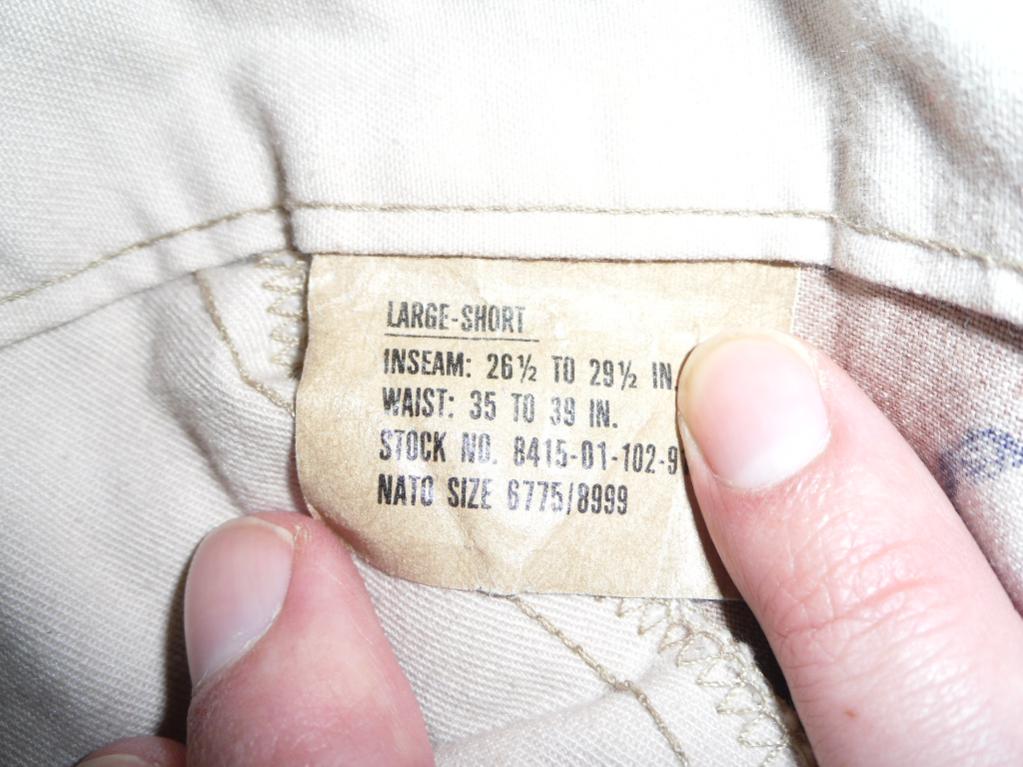 LARGE-SHORT
INSEAM: 26½ TO 29½ IN
WAIST: 35 TO 39 IN.
STOCK NO. 8415-01-102-9
NATO SIZE 6775/8999